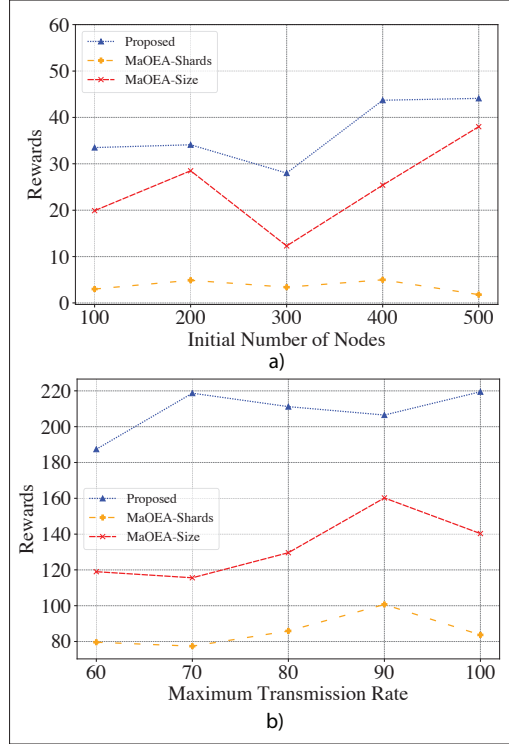 60
50
40
30
20
10
0
Rewards
Proposed
MaOEA-Shards
MaOEA-Size
100 200 300 400 500
Initial Number of Nodes
a)
220
200
180
160
140
120
100
80
Rewards
Proposed
MaOEA-Shards
MaOEA-Size
60 70 80 90 100
Maximum Transmission Rate
b)